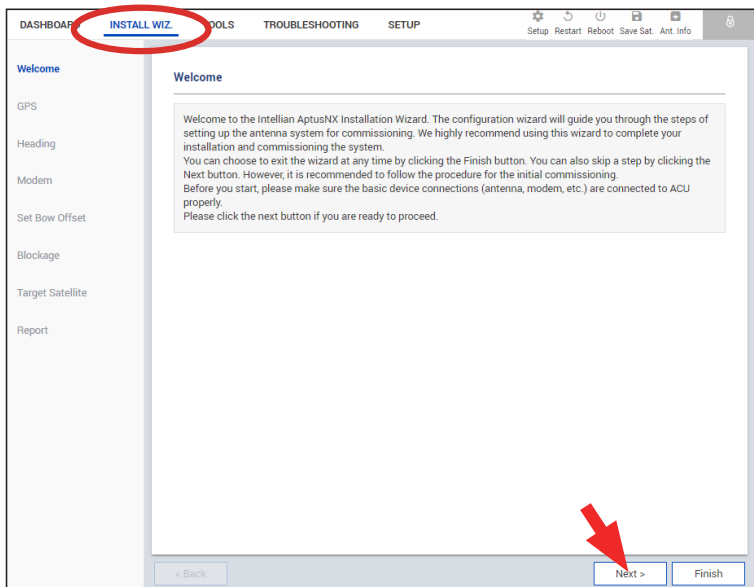 DASHBOARD INSTALL WIZ. TOOLS TROUBLESHOOTING SETUP
Setup Restart Reboot Save Sat. Ant. Info
Welcome
GPS
Heading
Modem
Set Bow Offset
Blockage
Target Satellite
Report
Welcome
Welcome to the Intellian AptusNX Installation Wizard. The configuration wizard will guide you through the steps of
setting up the antenna system for commissioning. We highly recommend using this wizard to complete your
installation and commissioning the system.
You can choose to exit the wizard at any time by clicking the Finish button. You can also skip a step by clicking the
Next button. However, it is recommended to follow the procedure for the initial commissioning.
Before you start, please make sure the basic device connections (antenna, modem, etc.) are connected to ACU
properly.
Please click the next button if you are ready to proceed.
< Back Next > Finish